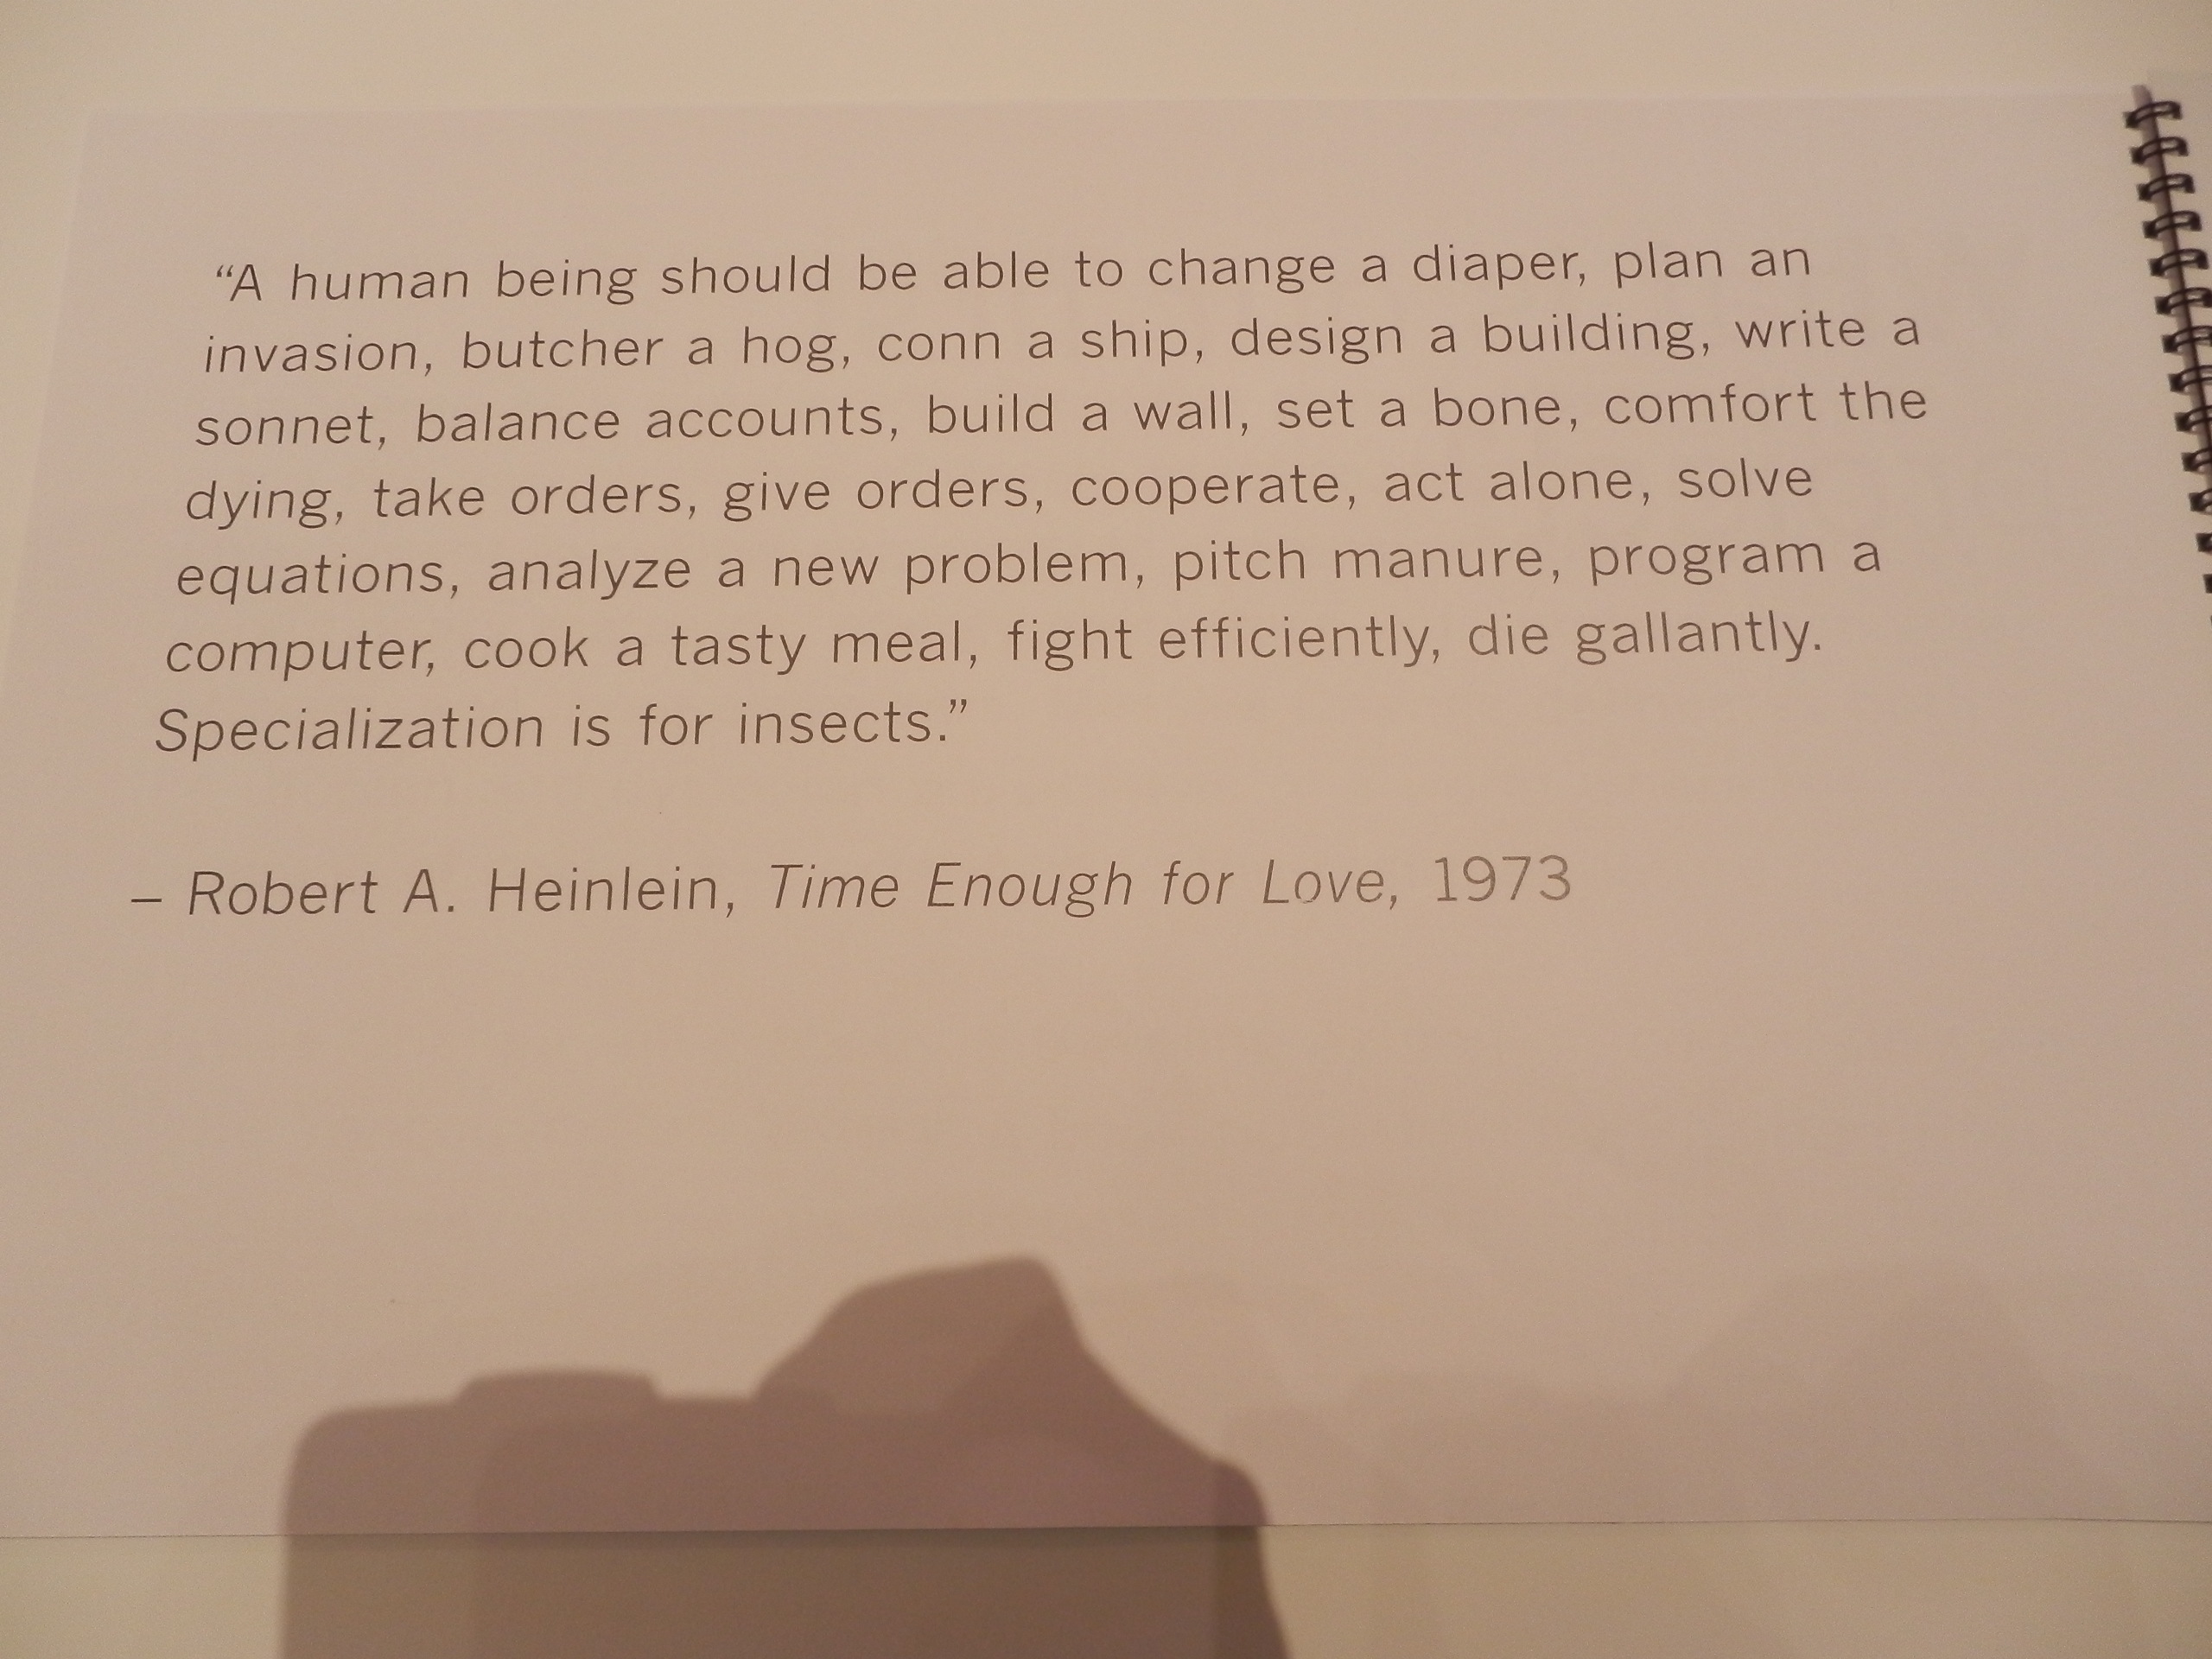 “A human being should be able to change a diaper, plan an
invasion, butcher a hog, conn a ship, design a building, write a
sonnet, balance accounts, build a wall, set a bone, comfort the
dying, take orders, give orders, cooperate, act alone, solve
equations, analyze a new problem, pitch manure, program a
computer, cook a tasty meal, fight efficiently, die gallantly.
Specialization is for insects.”
– Robert A. Heinlein, Time Enough for Love, 1973